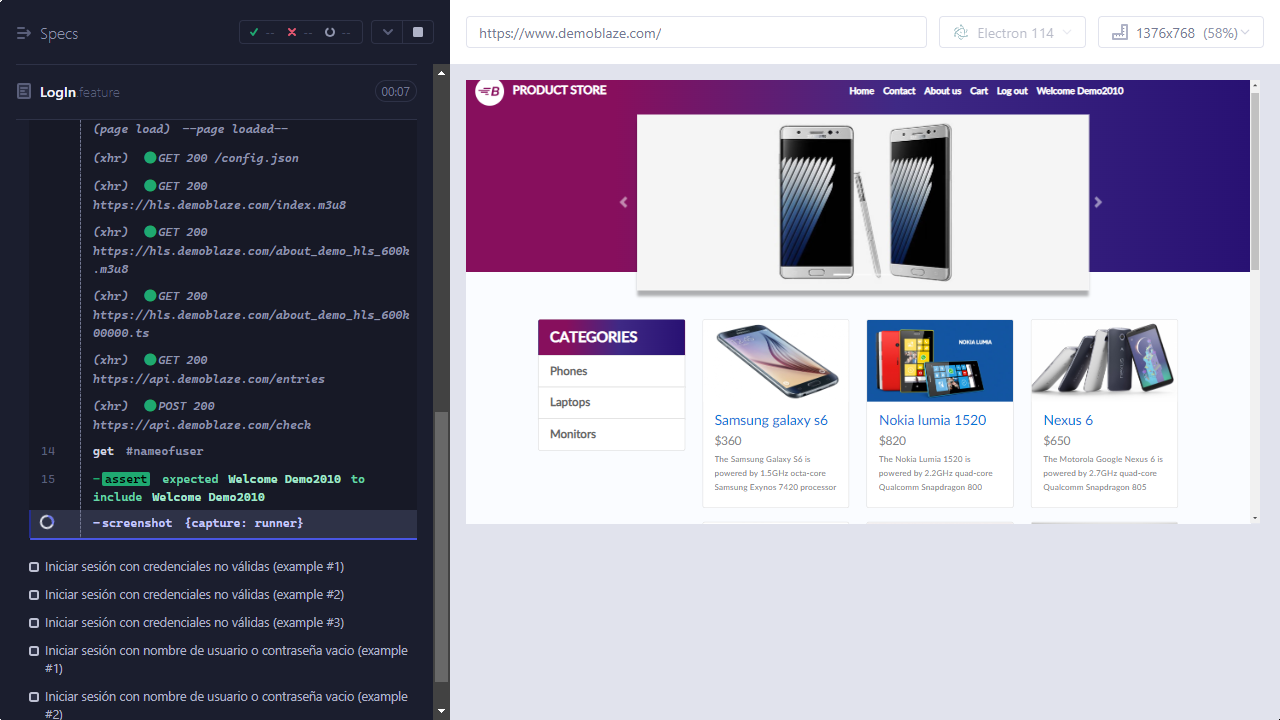 Specs
-- -- --
LogIn.feature
00:07
(page load) --page loaded--
(xhr) GET 200 /config.json
(xhr) GET 200
https://hls.demoblaze.com/index.m3u8
(xhr) GET 200
https://hls.demoblaze.com/about_demo_hls_600k
.m3u8
(xhr) GET 200
https://hls.demoblaze.com/about_demo_hls_600k
00000.ts
(xhr) GET 200
https://api.demoblaze.com/entries
(xhr) POST 200
https://api.demoblaze.com/check
14 get #nameofuser
15 -assert expected Welcome Demo2010 to
include Welcome Demo2010
-screenshot {capture: runner}
Iniciar sesión con credenciales no válidas (example #1)
Iniciar sesión con credenciales no válidas (example #2)
Iniciar sesión con credenciales no válidas (example #3)
Iniciar sesión con nombre de usuario o contraseña vacio (example
#1)
Iniciar sesión con nombre de usuario o contraseña vacio (example
#2)
https://www.demoblaze.com/
Electron 114
1376x768 (58%)
PRODUCT STORE
Home Contact About us Cart Log out Welcome Demo2010
CATEGORIES
Phones
Laptops
Monitors
Samsung galaxy s6
$360
The Samsung Galaxy S6 is
powered by 1.5GHz octa-core
Samsung Exynos 7420 processor
NOKIA LUMIA
Nokia lumia 1520
$820
The Nokia Lumia 1520 is
powered by 2.2GHz quad-core
Qualcomm Snapdragon 800
Nexus 6
$650
The Motorola Google Nexus 6 is
powered by 2.7GHz quad-core
Qualcomm Snapdragon 805